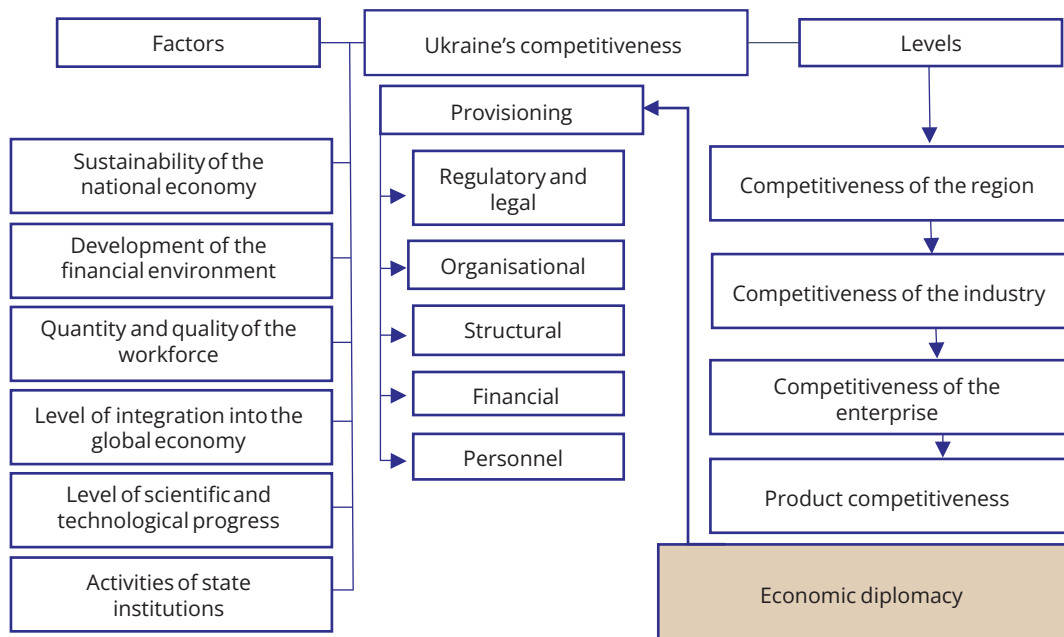 Factors
Ukraine's competitiveness
Levels
Provisioning
Sustainability of the
national economy
Development of the
financial environment
Quantity and quality of the
workforce
Level of integration into the
global economy
Level of scientific and
technological progress
Activities of state
institutions
Regulatory and
legal
Organisational
Structural
Financial
Personnel
Competitiveness of the region
Competitiveness of the industry
Competitiveness of the
enterprise
Product competitiveness
Economic diplomacy